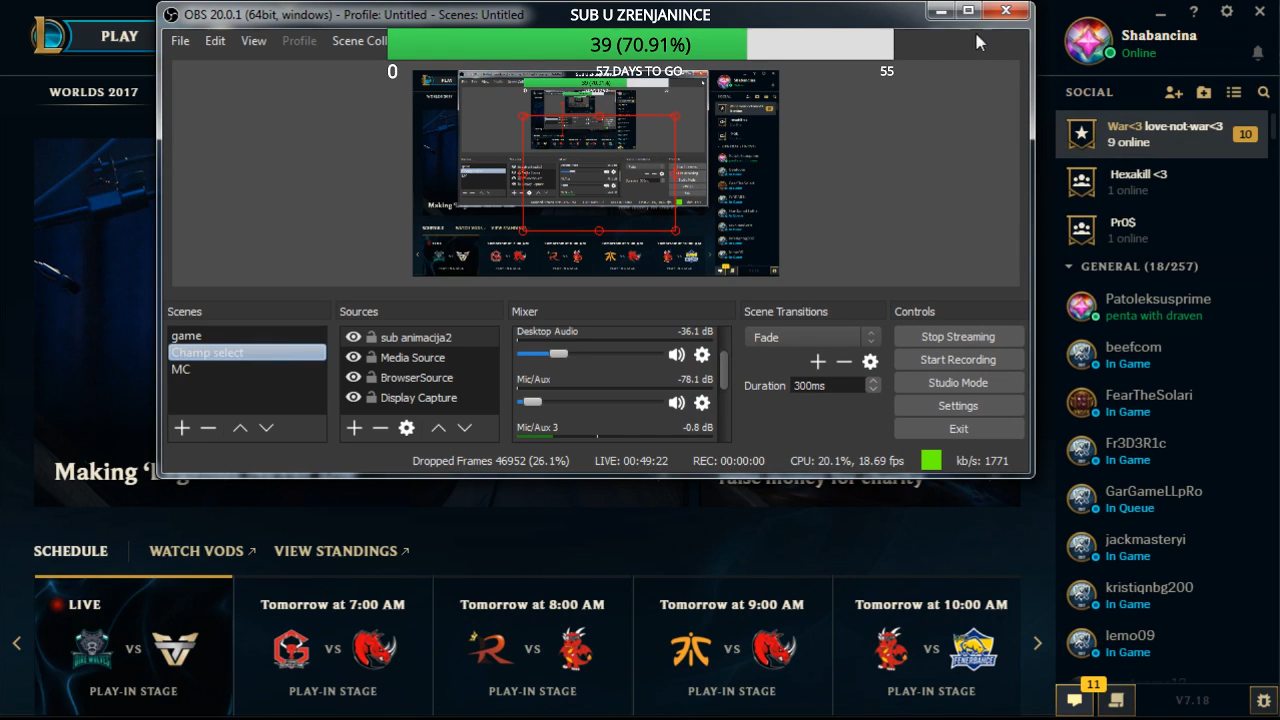 PLAY
WORLDS 2017
OBS 20.0.1 (64bit, windows) - Profile: Untitled - Scenes: Untitled
SUB U ZRENJANINCE
File Edit View Profile Scene Coll
39 (70.91%)
0 57 DAYS TO GO 55
Scenes
game
Champ select
MC
Sources
sub animacija2
Media Source
BrowserSource
Display Capture
Mixer
Desktop Audio -36.1 dB
Mic/Aux -78.1 dB
Mic/Aux 3 -0.8 dB
Scene Transitions
Fade
Duration 300ms
Controls
Stop Streaming
Start Recording
Studio Mode
Settings
Exit
Dropped Frames 46952 (26.1%) LIVE: 00:49:22 REC: 00:00:00 CPU: 20.1%, 18.69 fps kb/s: 1771
Making
SCHEDULE WATCH VODS VIEW STANDINGS
LIVE
VS
PLAY-IN STAGE
Tomorrow at 7:00 AM
VS
PLAY-IN STAGE
Tomorrow at 8:00 AM
VS
PLAY-IN STAGE
Tomorrow at 9:00 AM
VS
PLAY-IN STAGE
Tomorrow at 10:00 AM
VS
PLAY-IN STAGE
Shabancina
Online
SOCIAL
War<3 love-not-war<3
9 online
10
Hexakill <3
1 online
Pr0$
1 online
GENERAL (18/257)
Patoleksusprime
penta with draven
beefcom
In Game
FearTheSolari
In Game
Fr3D3R1c
In Game
GarGameLLpRo
In Queue
jackmasteryi
In Game
kristiqnbg200
In Game
lemo09
In Game
11
V7.18